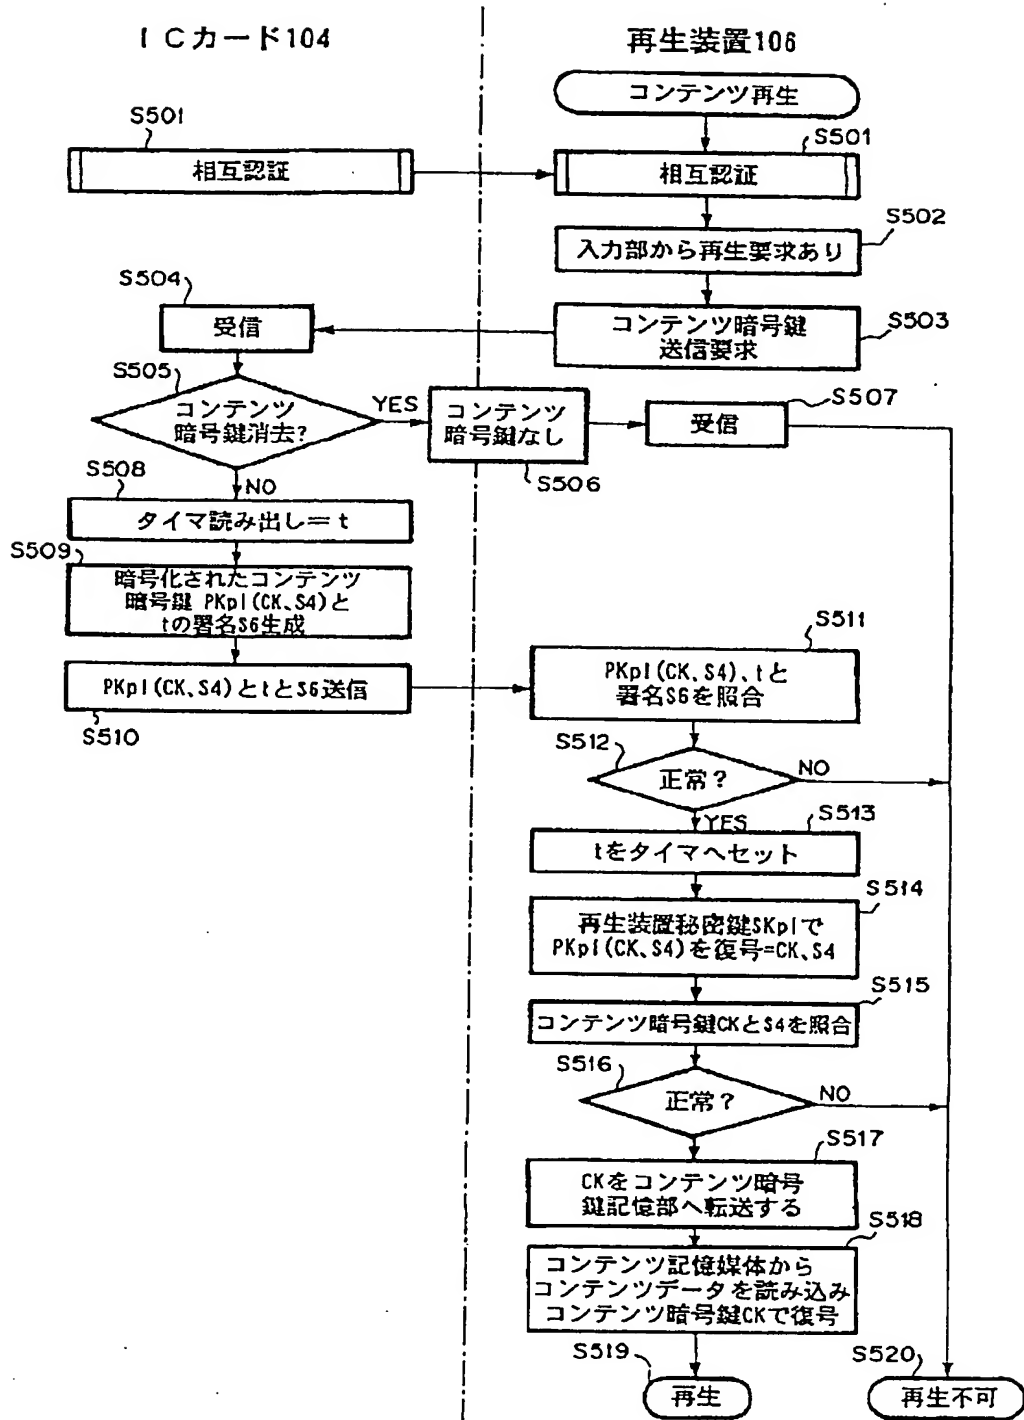 ICカード104
再生装置106
コンテンツ再生
S501
相互認証
S501
相互認証
S502
入力部から再生要求あり
S503
コンテンツ暗号鍵
送信要求
S504
受信
S505
コンテンツ
暗号鍵消去?
YES
コンテンツ
暗号鍵なし
S506
S507
受信
NO
S508
タイマ読み出し=t
S509
暗号化されたコンテンツ
暗号鍵 PKpl(CK、S4)と
tの署名S6生成
PKpl(CK、S4)とtとS6送信
S510
S511
PKpl(CK、S4)、tと
署名S6を照合
S512
正常?
NO
YES
S513
tをタイマへセット
S514
再生装置秘密鍵SKplで
PKpl(CK、S4)を復号=CK、S4
S515
コンテンツ暗号鍵CKとS4を照合
S516
正常?
NO
S517
CKをコンテンツ暗号
鍵記憶部へ転送する
S518
コンテンツ記憶媒体から
コンテンツデータを読み込み
コンテンツ暗号鍵CKで復号
S519
再生
S520
再生不可